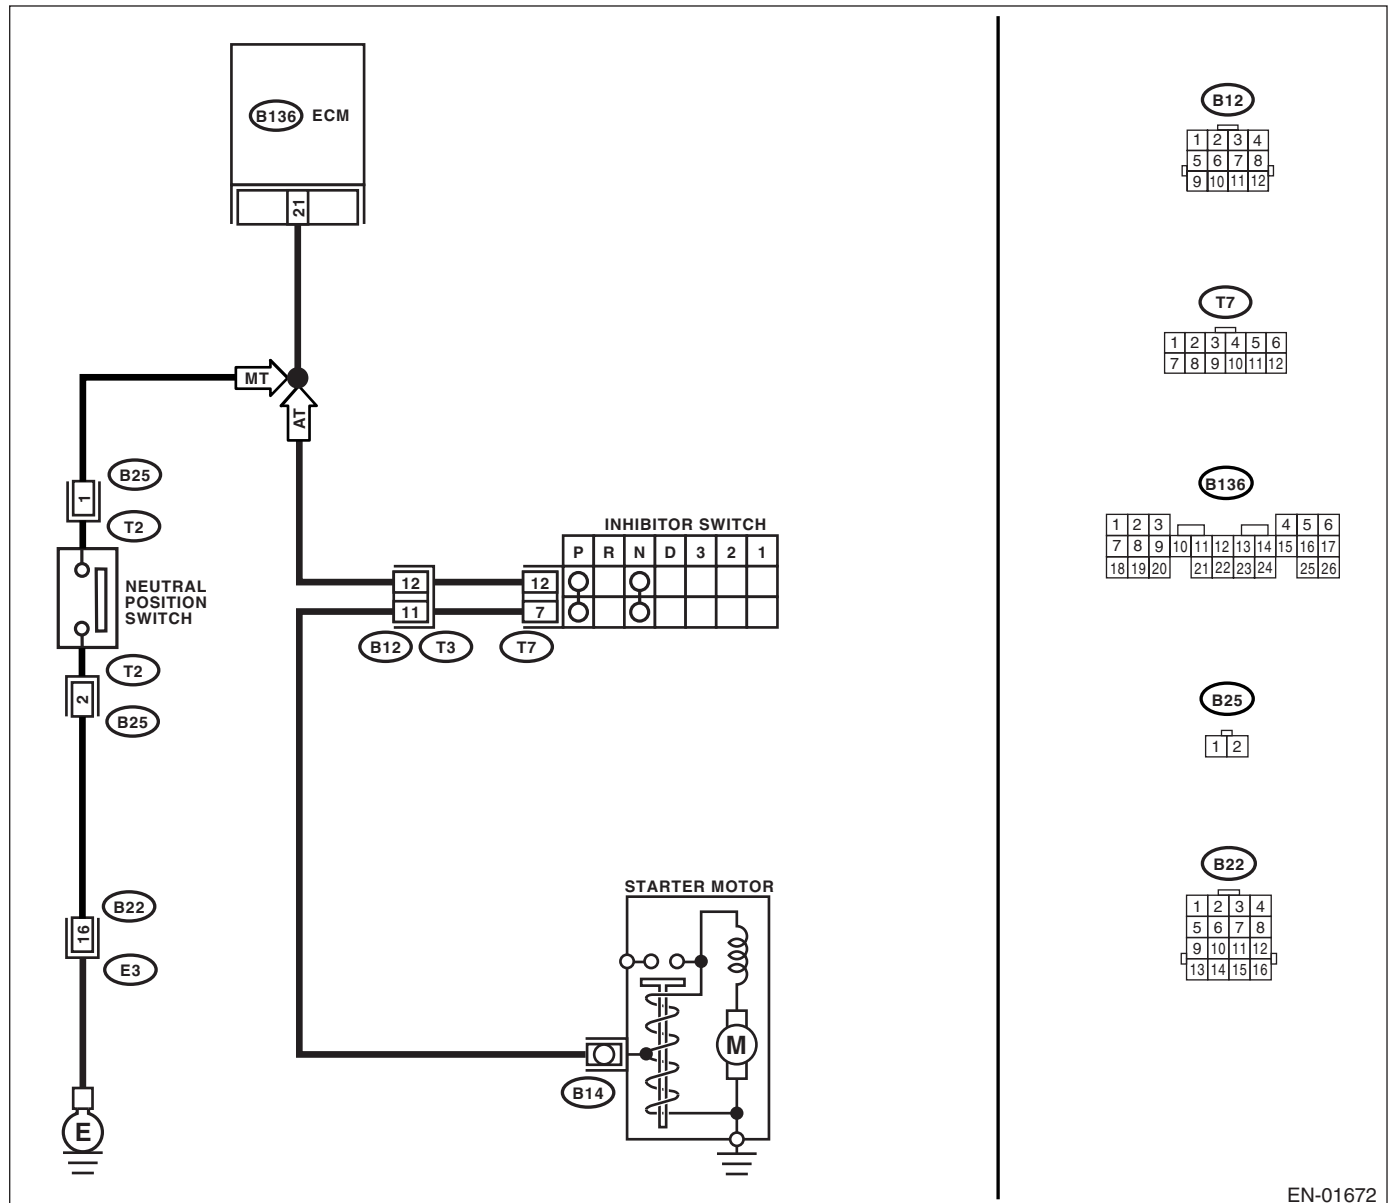 B136 ECM
21
MT
AT
B25
1
T2
NEUTRAL
POSITION
SWITCH
T2
2
B25
B22
16
E3
E
INHIBITOR SWITCH
P R N D 3 2 1
12 12
11 7
B12 T3 T7
STARTER MOTOR
M
B14
B12
1 2 3 4
5 6 7 8
9 10 11 12
T7
1 2 3 4 5 6
7 8 9 10 11 12
B136
1 2 3 4 5 6
7 8 9 10 11 12 13 14 15 16 17
18 19 20 21 22 23 24 25 26
B25
1 2
B22
1 2 3 4
5 6 7 8
9 10 11 12
13 14 15 16
EN-01672